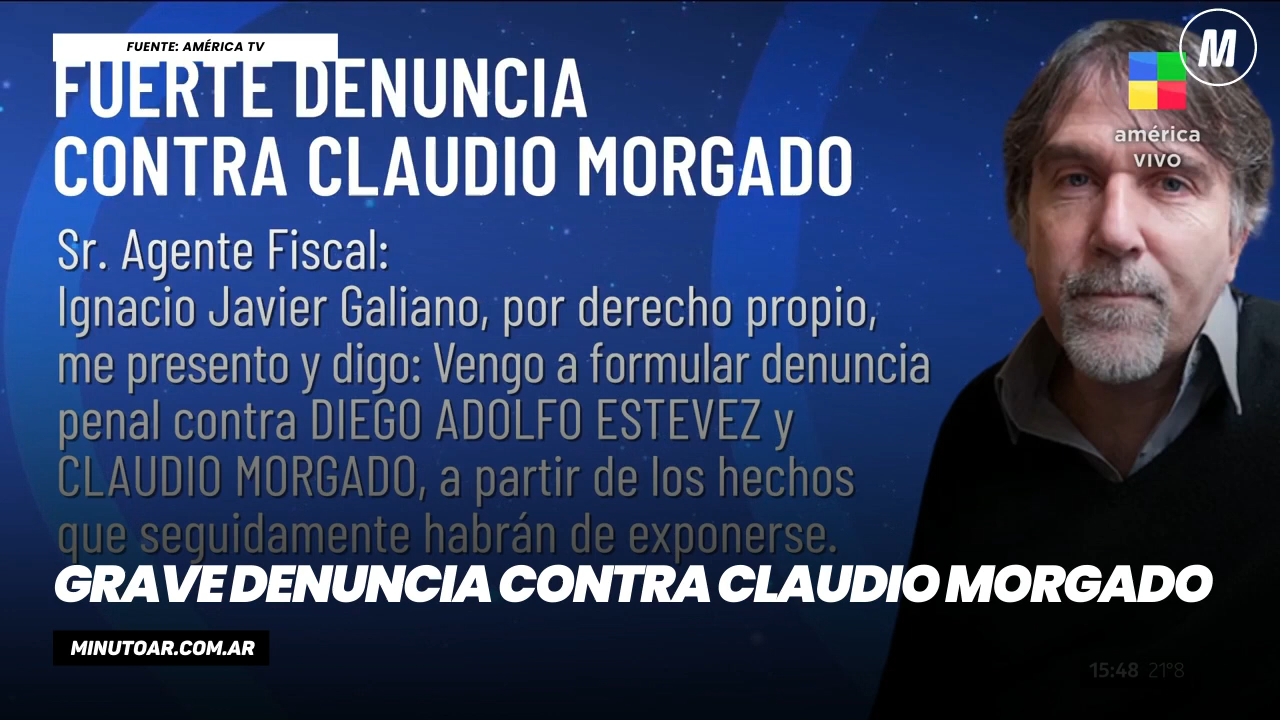 FUENTE: AMÉRICA TV
M
FUERTE DENUNCIA
CONTRA CLAUDIO MORGADO
américa
VIVO
Sr. Agente Fiscal:
Ignacio Javier Galiano, por derecho propio,
me presento y digo: Vengo a formular denuncia
penal contra DIEGO ADOLFO ESTEVEZ y
CLAUDIO MORGADO, a partir de los hechos
que seguidamente habrán de exponerse.
GRAVE DENUNCIA CONTRA CLAUDIO MORGADO
MINUTOAR.COM.AR
15:48 21°8